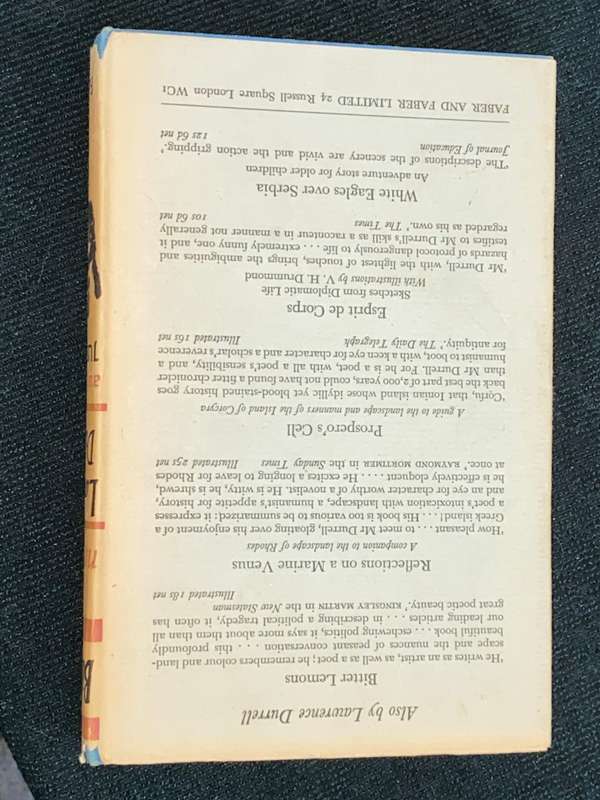 Also by Lawrence Durrell
Bitter Lemons
'He writes as an artist, as well as a poet; he remembers colour and land-
scape and the nuances of peasant conversation . . . this profoundly
beautiful book . . . eschewing politics, it says more about them than all
our leading articles . . . in describing a political tragedy, it often has
great poetic beauty.' KINGSLEY MARTIN in the New Statesman
Illustrated 18s net
Reflections on a Marine Venus
A companion to the landscape of Rhodes
'How pleasant . . . to meet Mr Durrell, gloating over his enjoyment of a
Greek island! . . . His book is too various to be summarized: it expresses
a poet's intoxication with landscape, a humanist's appetite for history,
and an eye for character worthy of a novelist. He is witty, he is shrewd,
he is effectively eloquent . . . . He excites a longing to leave for Rhodes
at once.' RAYMOND MORTIMER in the Sunday Times Illustrated 25s net
Prospero's Cell
A guide to the landscape and manners of the Island of Corcyra
'Corfu, that Ionian island whose idyllic yet blood-stained history goes
back the best part of 2,000 years, could not have found a fitter chronicler
than Mr Durrell. For he is a poet, with all a poet's sensibility, and a
humanist to boot, with a keen eye for character and a scholar's reverence
for antiquity.' The Daily Telegraph Illustrated 16s net
Esprit de Corps
Sketches from Diplomatic Life
With illustrations by V. H. Drummond
'Mr Durrell, with the lightest of touches, brings the ambiguities and
hazards of protocol dangerously to life . . . extremely funny one, and it
testifies to Mr Durrell's skill as a raconteur in a manner not generally
regarded as his own.' The Times 10s 6d net
White Eagles over Serbia
An adventure story for older children
'The descriptions of the scenery are vivid and the action gripping.'
Journal of Education 12s 6d net
FABER AND FABER LIMITED 24 Russell Square London WC1